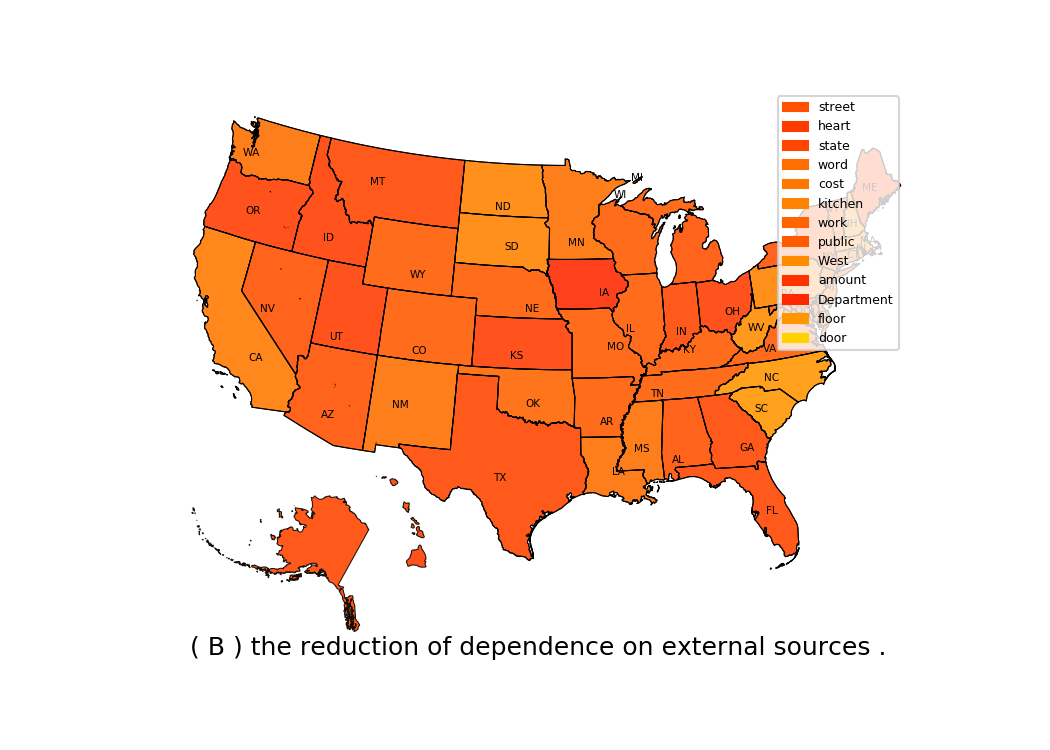 WA
MT
ND
MI
WI
OR
ID
SD
MN
WY
NE
IA
NV
UT
CO
KS
IL
IN
OH
WV
KY
VA
CA
MO
AZ
NM
OK
AR
TN
NC
SC
MS
AL
GA
TX
LA
FL
ME
street
heart
state
word
cost
kitchen
work
public
West
amount
Department
floor
door
( B ) the reduction of dependence on external sources .